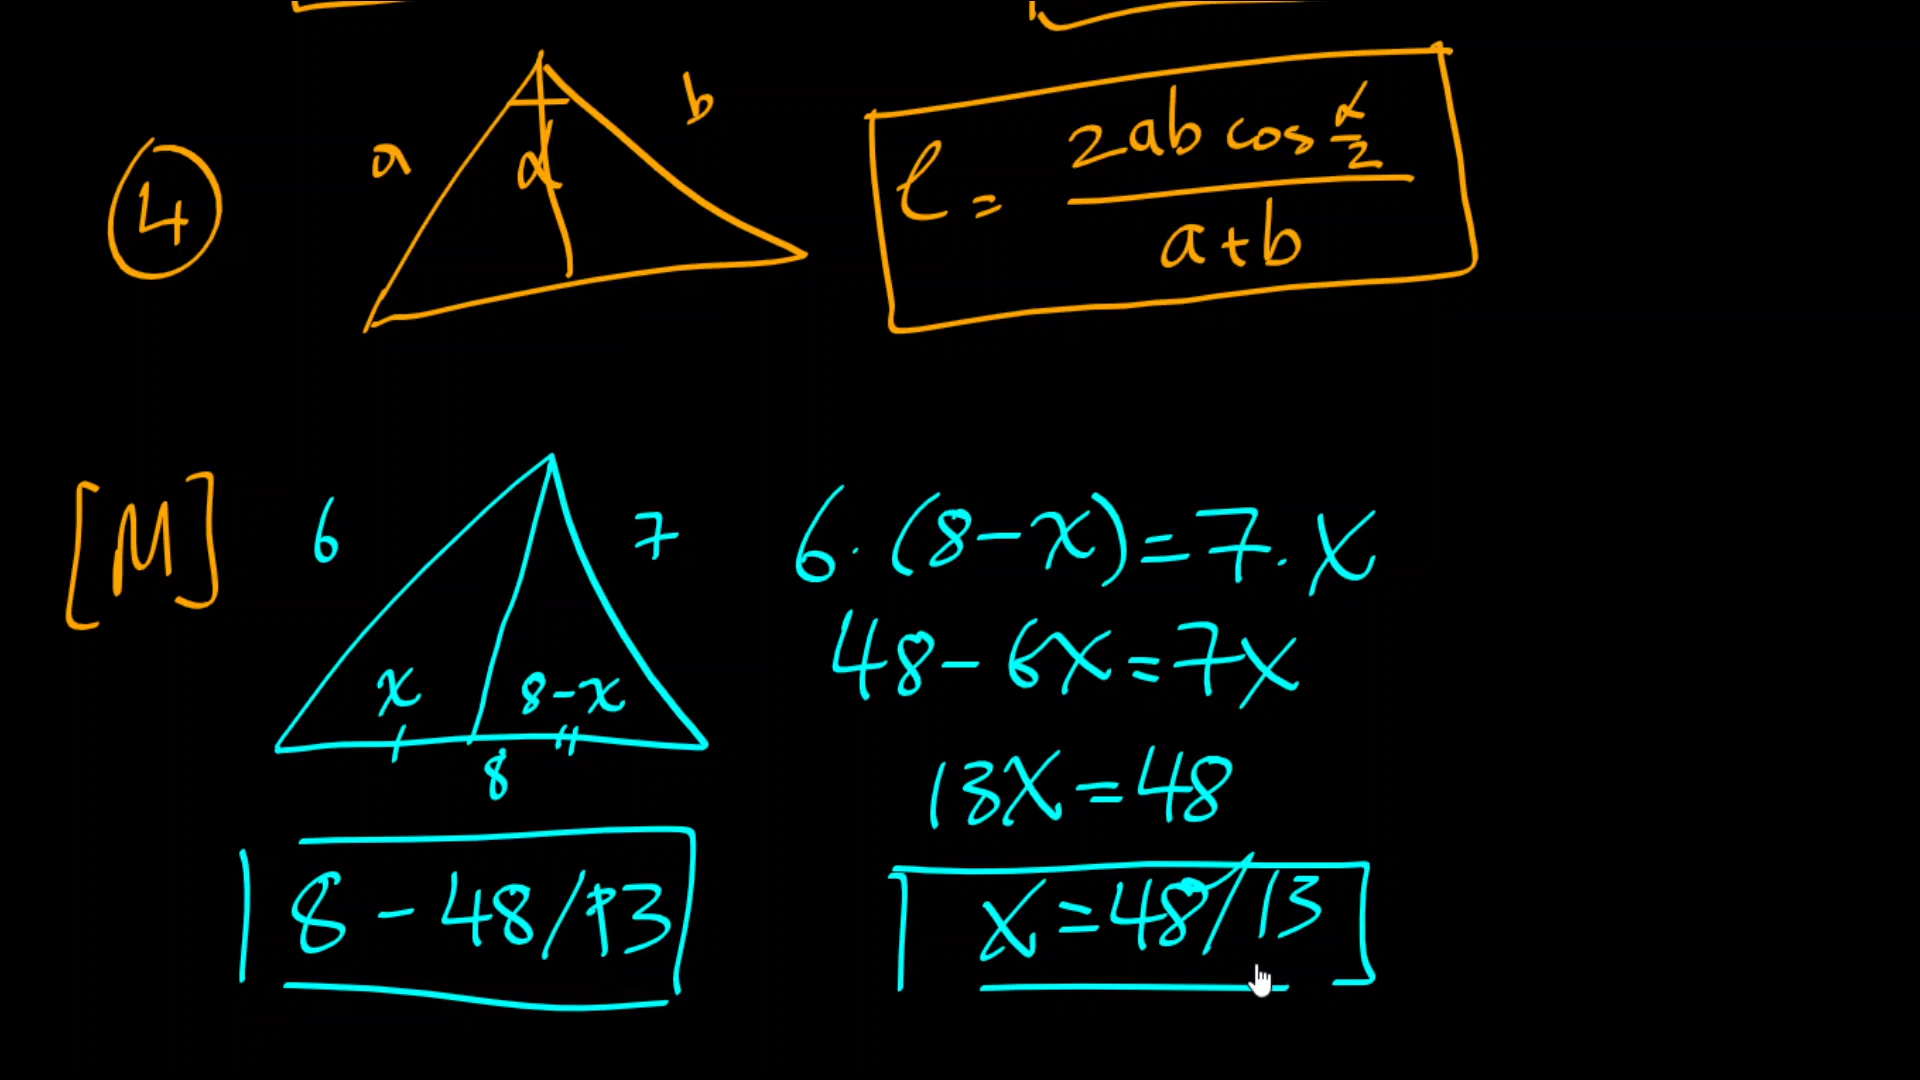 4
a
b
α
l = 2ab cos α/2 / a+b
[M]
6
7
x
8-x
8
6·(8-x)=7·x
48-6x=7x
13x=48
8-48/13
x=48/13